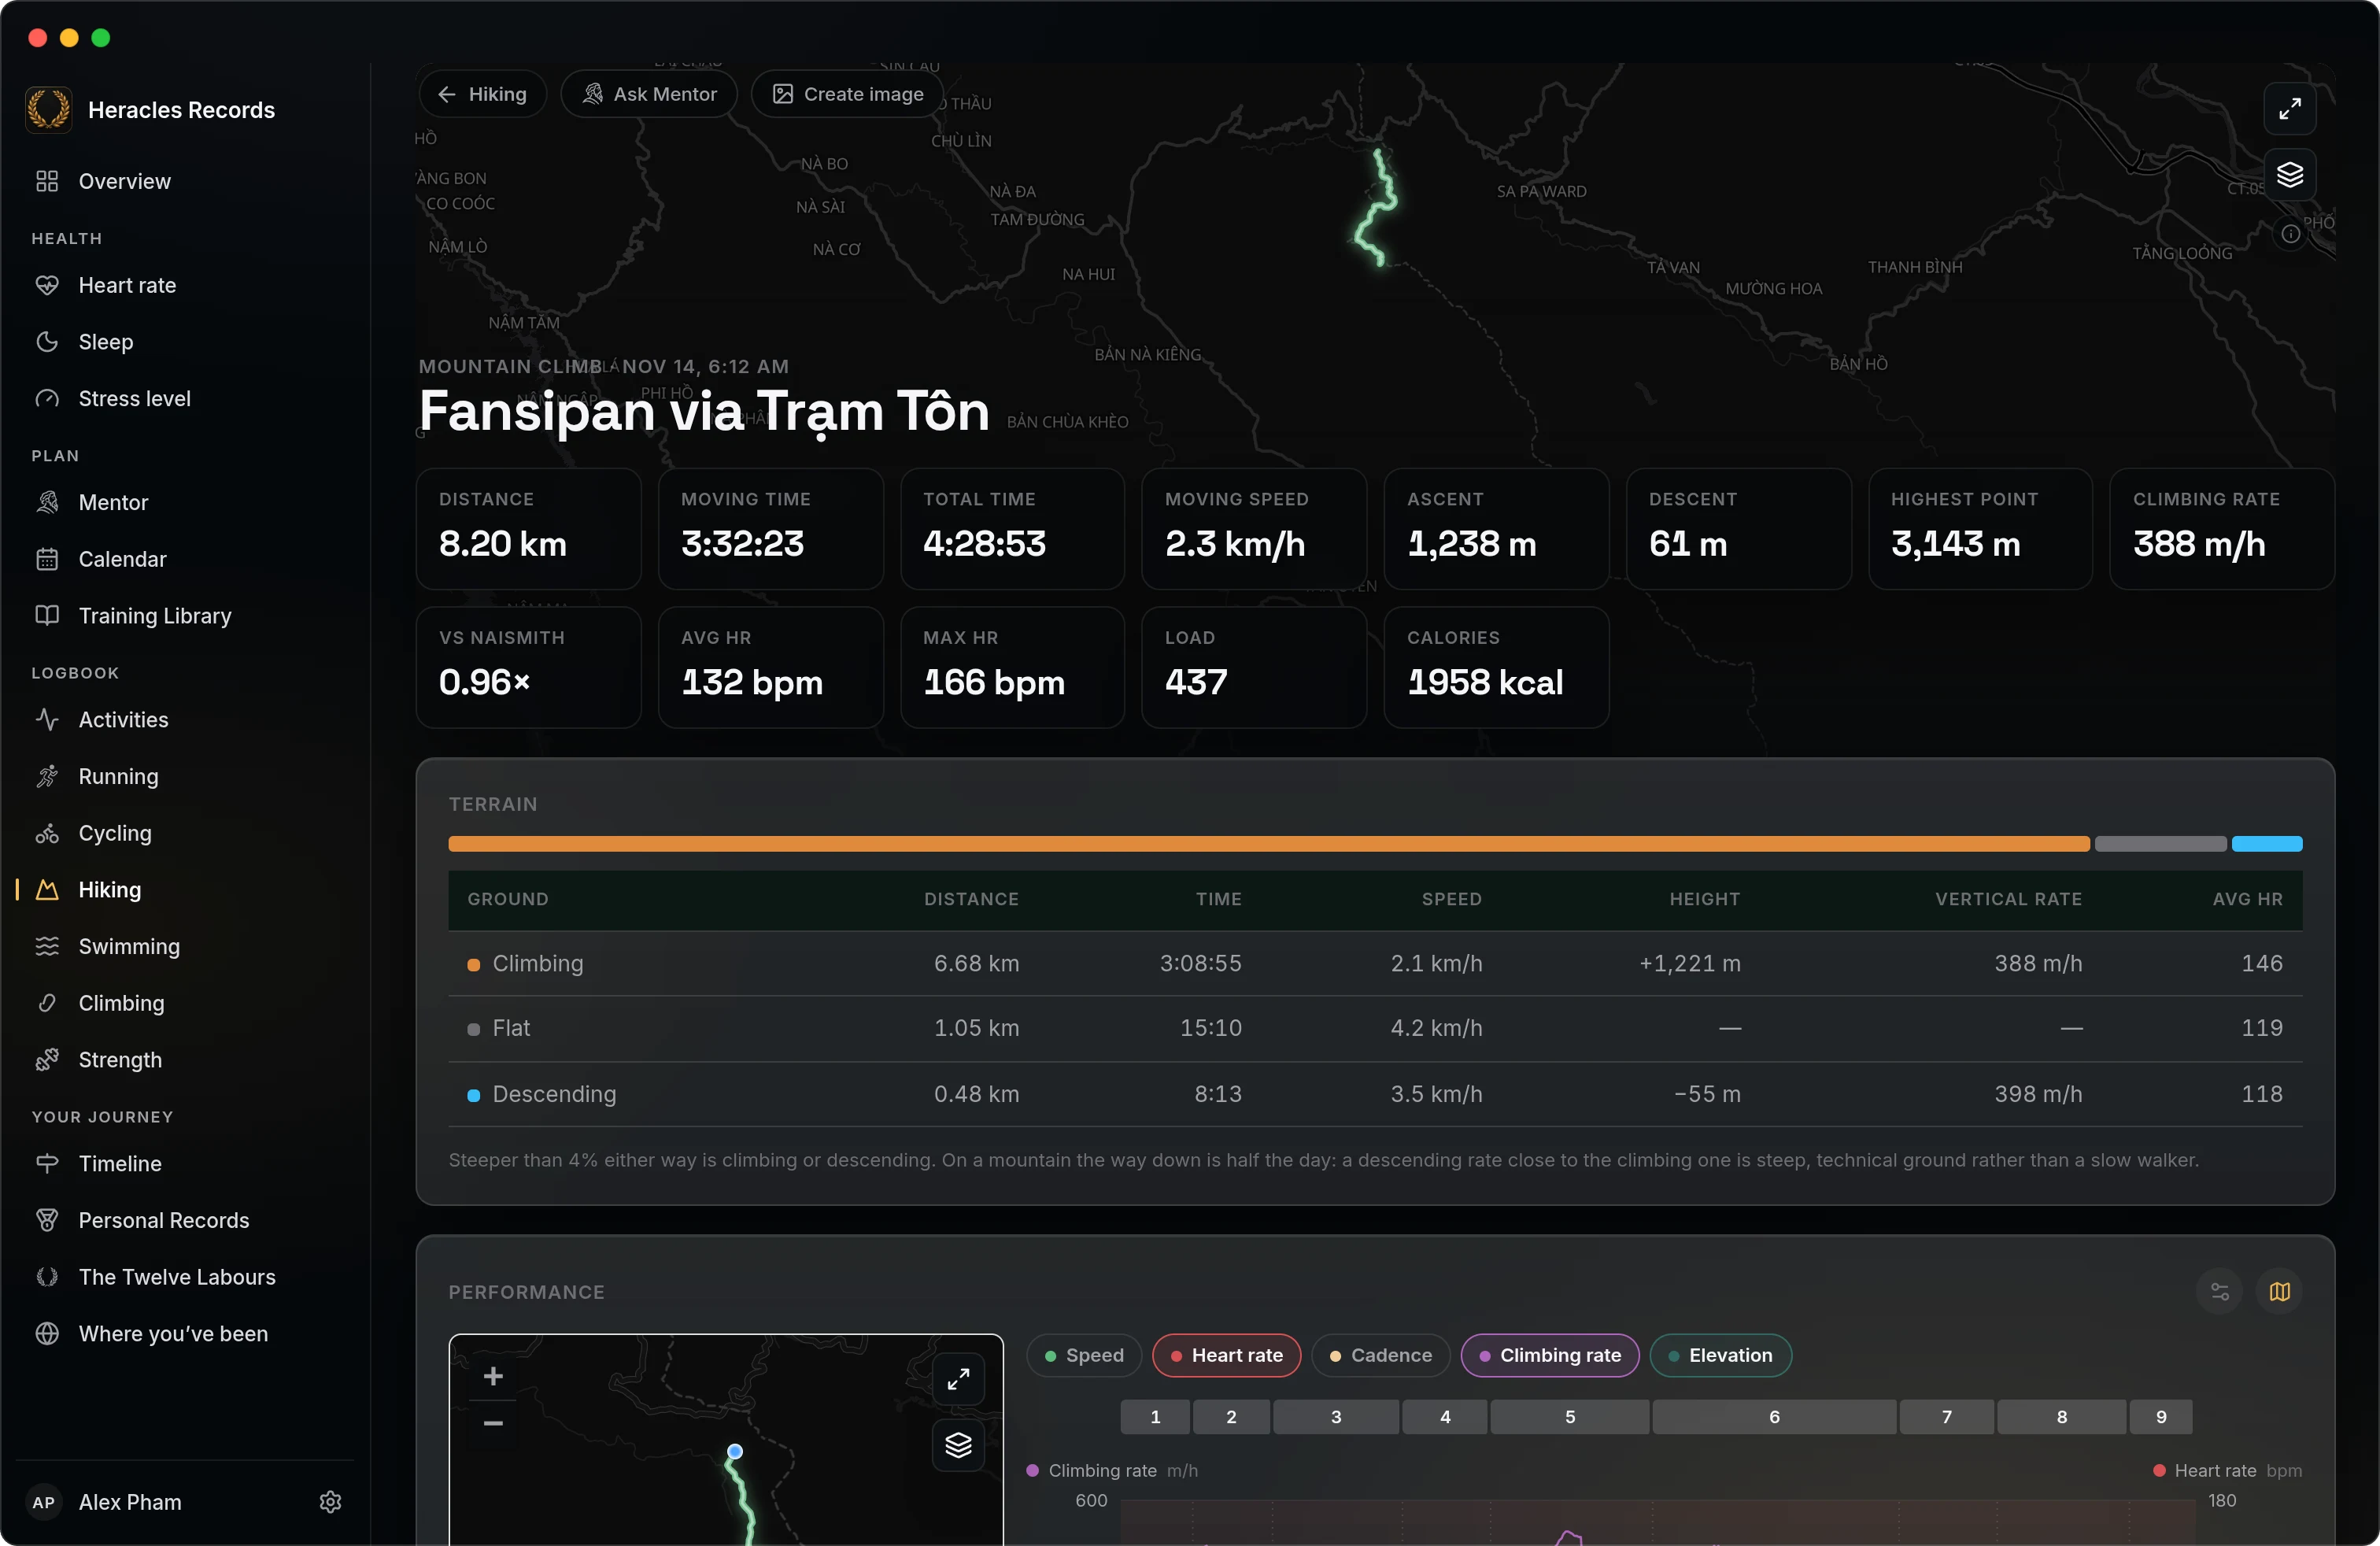 Heracles Records
Overview
HEALTH
Heart rate
Sleep
Stress level
PLAN
Mentor
Calendar
Training Library
LOGBOOK
Activities
Running
Cycling
Hiking
Swimming
Climbing
Strength
YOUR JOURNEY
Timeline
Personal Records
The Twelve Labours
Where you’ve been
AP Alex Pham
Hiking Ask Mentor Create image
CHÙ LÌN
NÀ BO
CO COÓC
NÀ ĐA
SA PA WARD
NÀ SÀI
TAM ĐƯỜNG
CT.05
NẬM LÒ
NÀ CƠ
TẰNG LOỎNG
NA HUI
TẢ VAN
THANH BÌNH
MƯỜNG HOA
NẬM TĂM
BẢN NÀ KIÊNG
BẢN HỒ
MOUNTAIN CLIMB · NOV 14, 6:12 AM
PHI HỒ
Fansipan via Trạm Tôn
BẢN CHÙA KHÈO
DISTANCE
8.20 km
MOVING TIME
3:32:23
TOTAL TIME
4:28:53
MOVING SPEED
2.3 km/h
ASCENT
1,238 m
DESCENT
61 m
HIGHEST POINT
3,143 m
CLIMBING RATE
388 m/h
VS NAISMITH
0.96×
AVG HR
132 bpm
MAX HR
166 bpm
LOAD
437
CALORIES
1958 kcal
TERRAIN
GROUND DISTANCE TIME SPEED HEIGHT VERTICAL RATE AVG HR
Climbing 6.68 km 3:08:55 2.1 km/h +1,221 m 388 m/h 146
Flat 1.05 km 15:10 4.2 km/h — — 119
Descending 0.48 km 8:13 3.5 km/h −55 m 398 m/h 118
Steeper than 4% either way is climbing or descending. On a mountain the way down is half the day: a descending rate close to the climbing one is steep, technical ground rather than a slow walker.
PERFORMANCE
Speed Heart rate Cadence Climbing rate Elevation
1 2 3 4 5 6 7 8 9
Climbing rate m/h Heart rate bpm
600 180